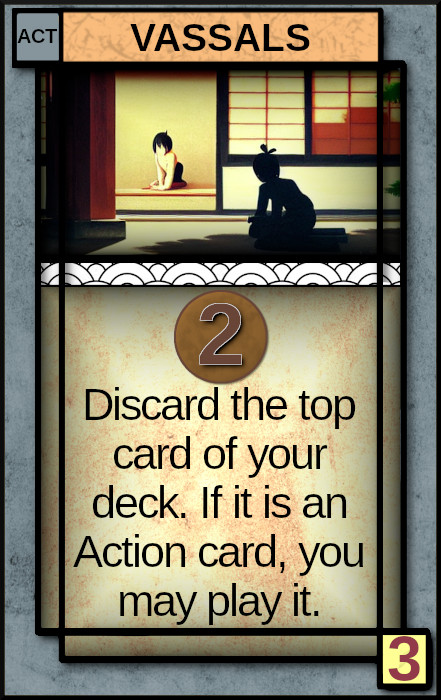 ACT VASSALS
2
Discard the top
card of your
deck. If it is an
Action card, you
may play it.
3